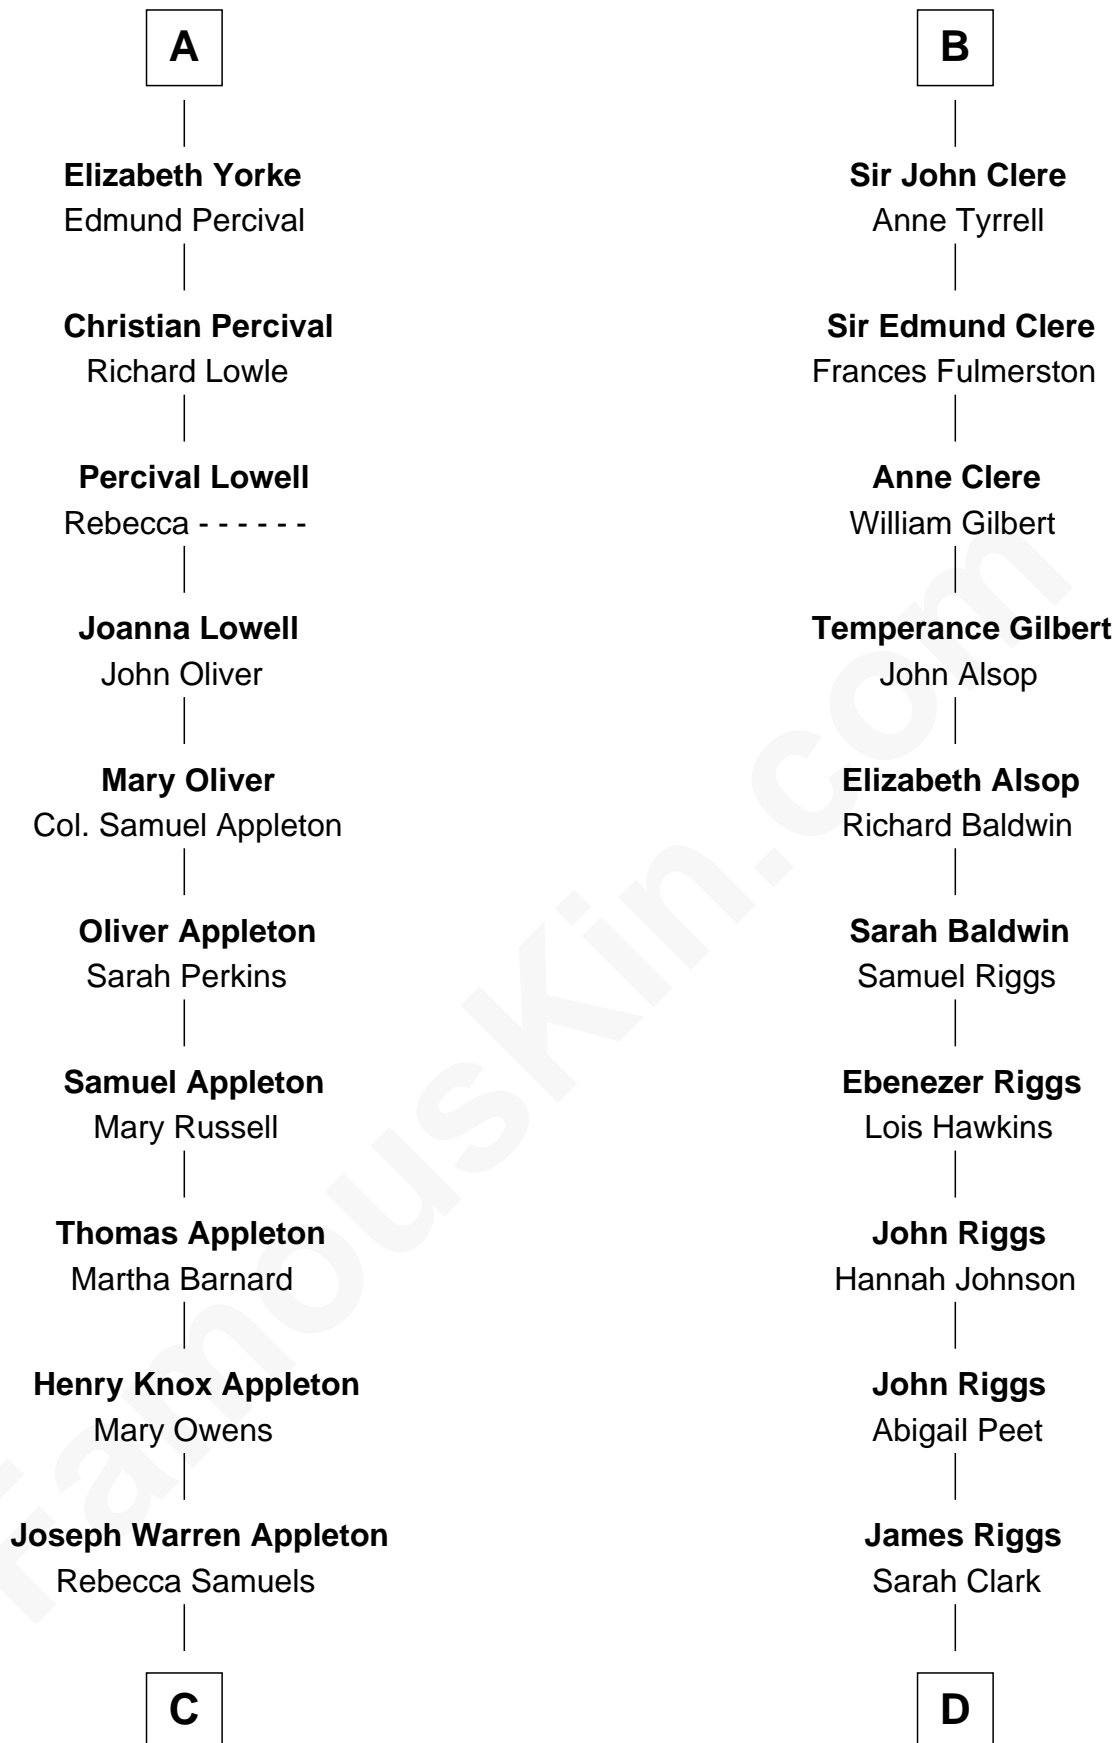 A
Elizabeth Yorke
Edmund Percival
Christian Percival
Richard Lowle
Percival Lowell
Rebecca - - - - - -
Joanna Lowell
John Oliver
Mary Oliver
Col. Samuel Appleton
Oliver Appleton
Sarah Perkins
Samuel Appleton
Mary Russell
Thomas Appleton
Martha Barnard
Henry Knox Appleton
Mary Owens
Joseph Warren Appleton
Rebecca Samuels
C
B
Sir John Clere
Anne Tyrrell
Sir Edmund Clere
Frances Fulmerston
Anne Clere
William Gilbert
Temperance Gilbert
John Alsop
Elizabeth Alsop
Richard Baldwin
Sarah Baldwin
Samuel Riggs
Ebenezer Riggs
Lois Hawkins
John Riggs
Hannah Johnson
John Riggs
Abigail Peet
James Riggs
Sarah Clark
D
FamousKin.com